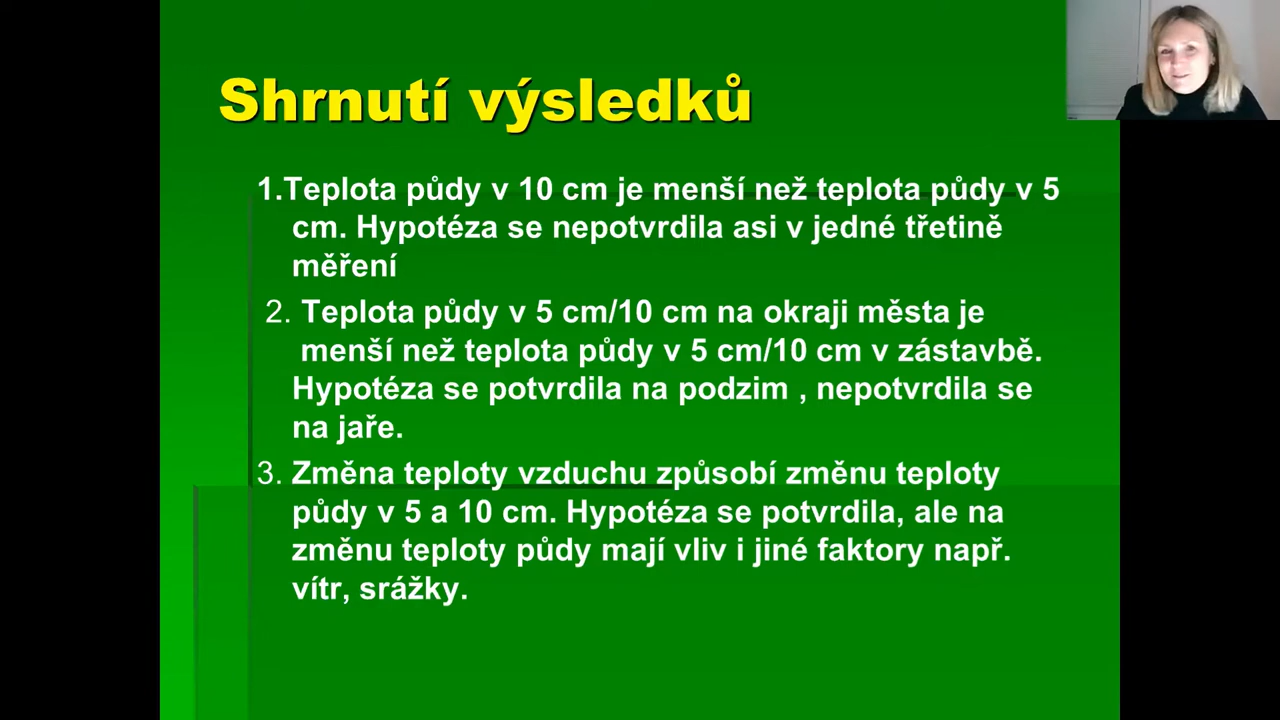 Shrnutí výsledků
1.Teplota půdy v 10 cm je menší než teplota půdy v 5
cm. Hypotéza se nepotvrdila asi v jedné třetině
měření
2. Teplota půdy v 5 cm/10 cm na okraji města je
menší než teplota půdy v 5 cm/10 cm v zástavbě.
Hypotéza se potvrdila na podzim , nepotvrdila se
na jaře.
3. Změna teploty vzduchu způsobí změnu teploty
půdy v 5 a 10 cm. Hypotéza se potvrdila, ale na
změnu teploty půdy mají vliv i jiné faktory např.
vítr, srážky.